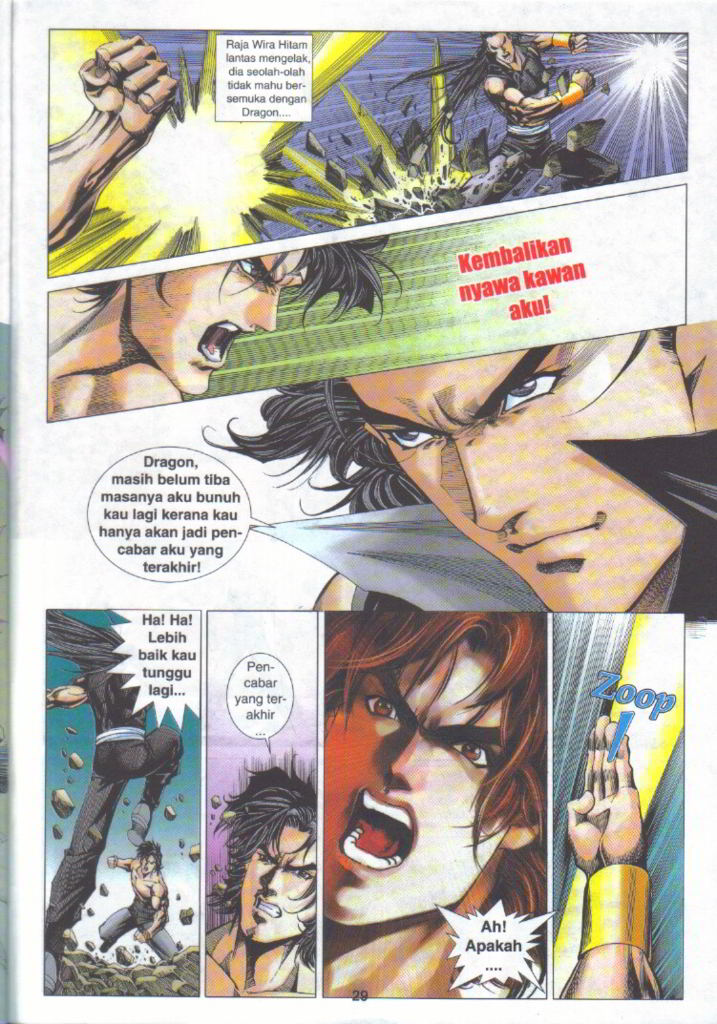 Raja Wira Hitam
lantas mengelak,
dia seolah-olah
tidak mahu ber-
semuka dengan
Dragon....
Kembalikan
nyawa kawan
aku!
Dragon,
masih belum tiba
masanya aku bunuh
kau lagi kerana kau
hanya akan jadi pen-
cabar aku yang
terakhir!
Ha! Ha!
Lebih
baik kau
tunggu
lagi...
Pen-
cabar
yang ter-
akhir
...
Ah!
Apakah
....
Zoop
!
29